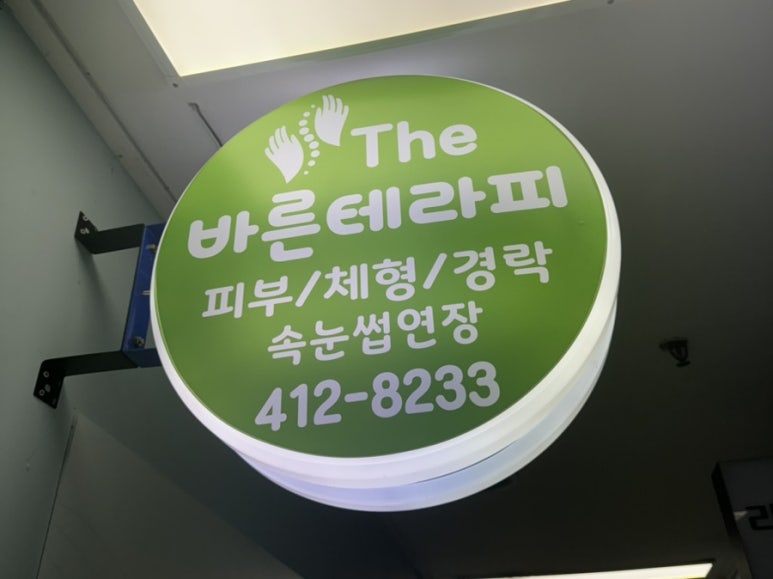 The
바른테라피
피부/체형/경락
속눈썹연장
412-8233